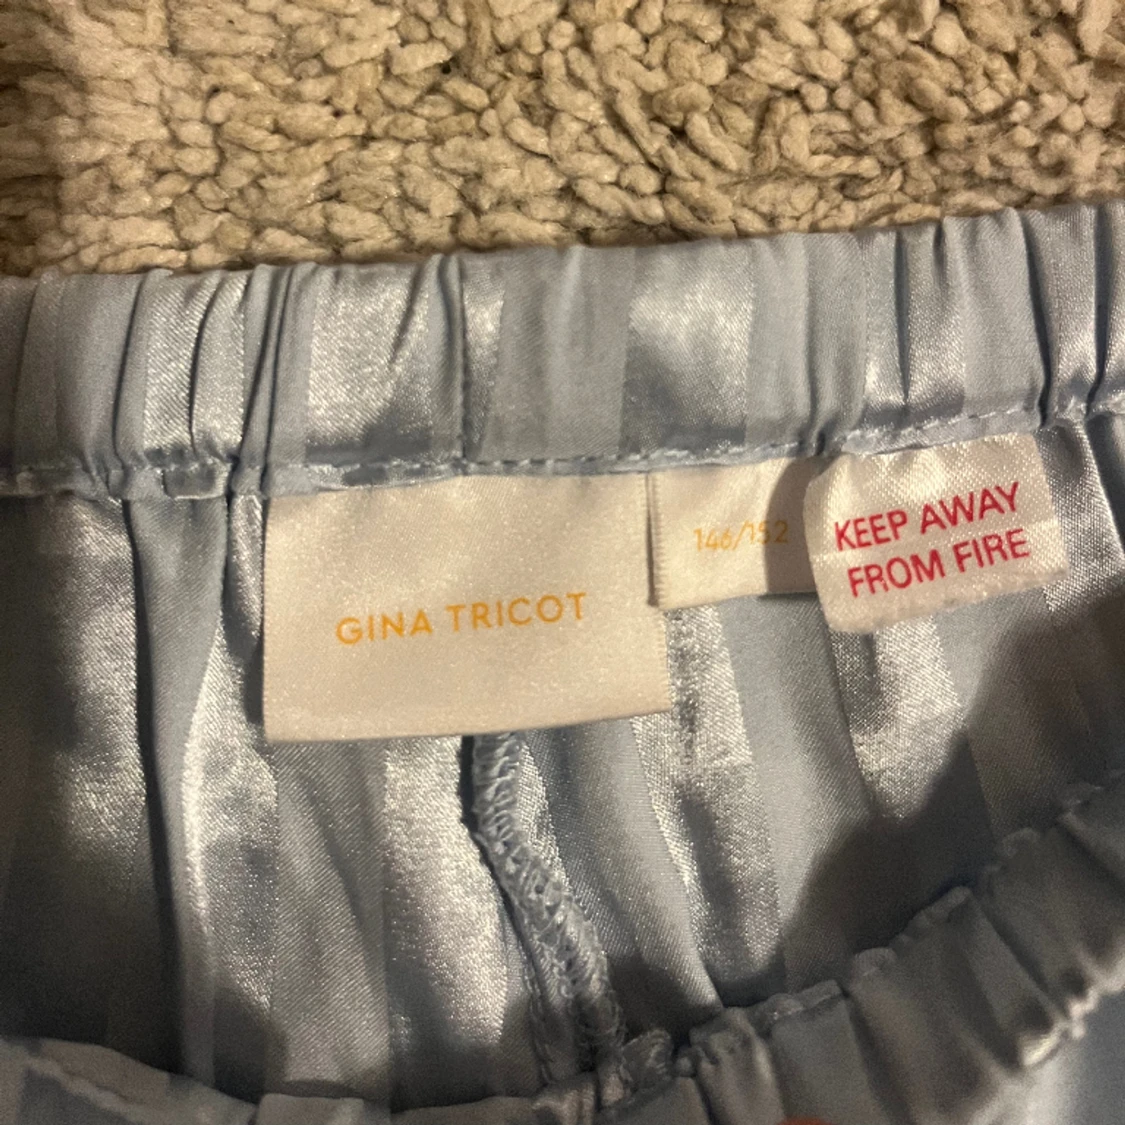 GINA TRICOT
146/152
KEEP AWAY
FROM FIRE